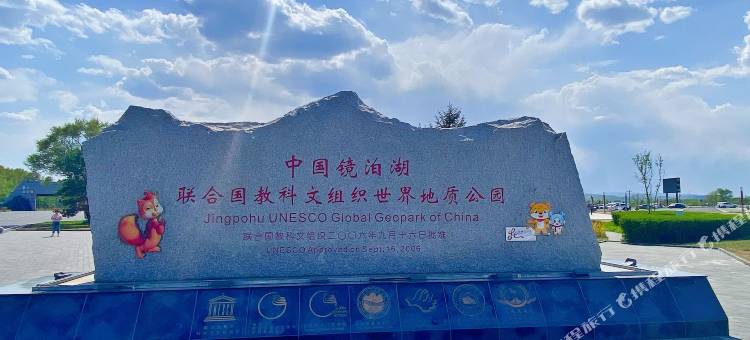 中国镜泊湖
联合国教科文组织世界地质公园
Jingpohu UNESCO Global Geopark of China
联合国教科文组织二〇〇六年九月十六日批准
UNESCO Approved on Sept.16, 2006
携程旅行